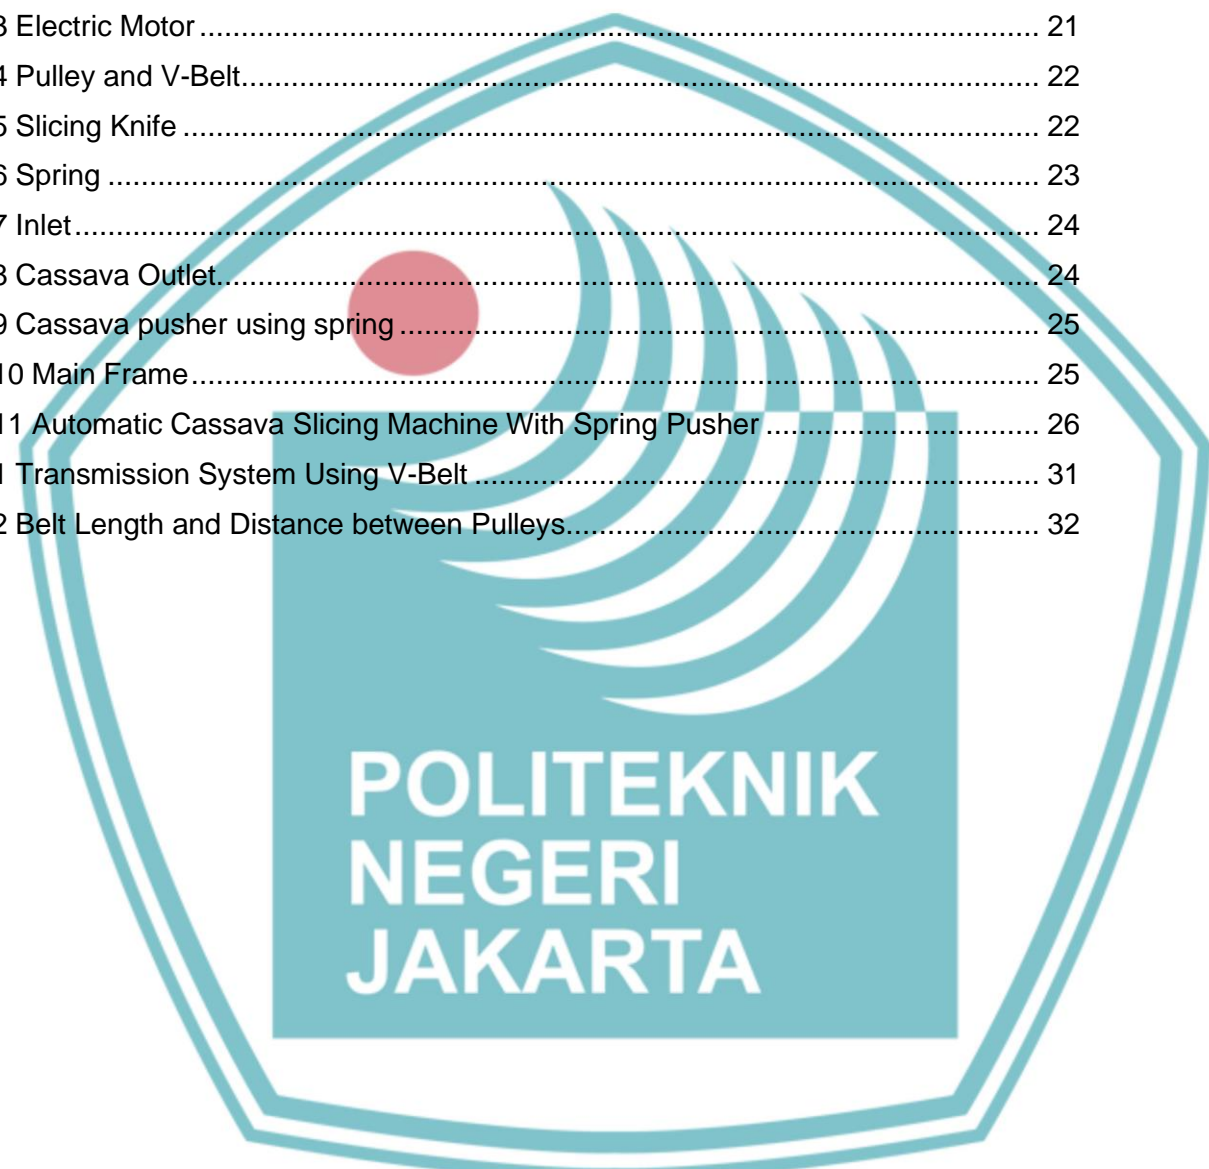 3 Electric Motor ........................................................................................................ 21
4 Pulley and V-Belt................................................................................................... 22
5 Slicing Knife .......................................................................................................... 22
6 Spring ................................................................................................................... 23
7 Inlet....................................................................................................................... 24
8 Cassava Outlet...................................................................................................... 24
9 Cassava pusher using spring ................................................................................ 25
10 Main Frame......................................................................................................... 25
11 Automatic Cassava Slicing Machine With Spring Pusher .................................. 26
1 Transmission System Using V-Belt ....................................................................... 31
2 Belt Length and Distance between Pulleys............................................................ 32
POLITEKNIK
NEGERI
JAKARTA